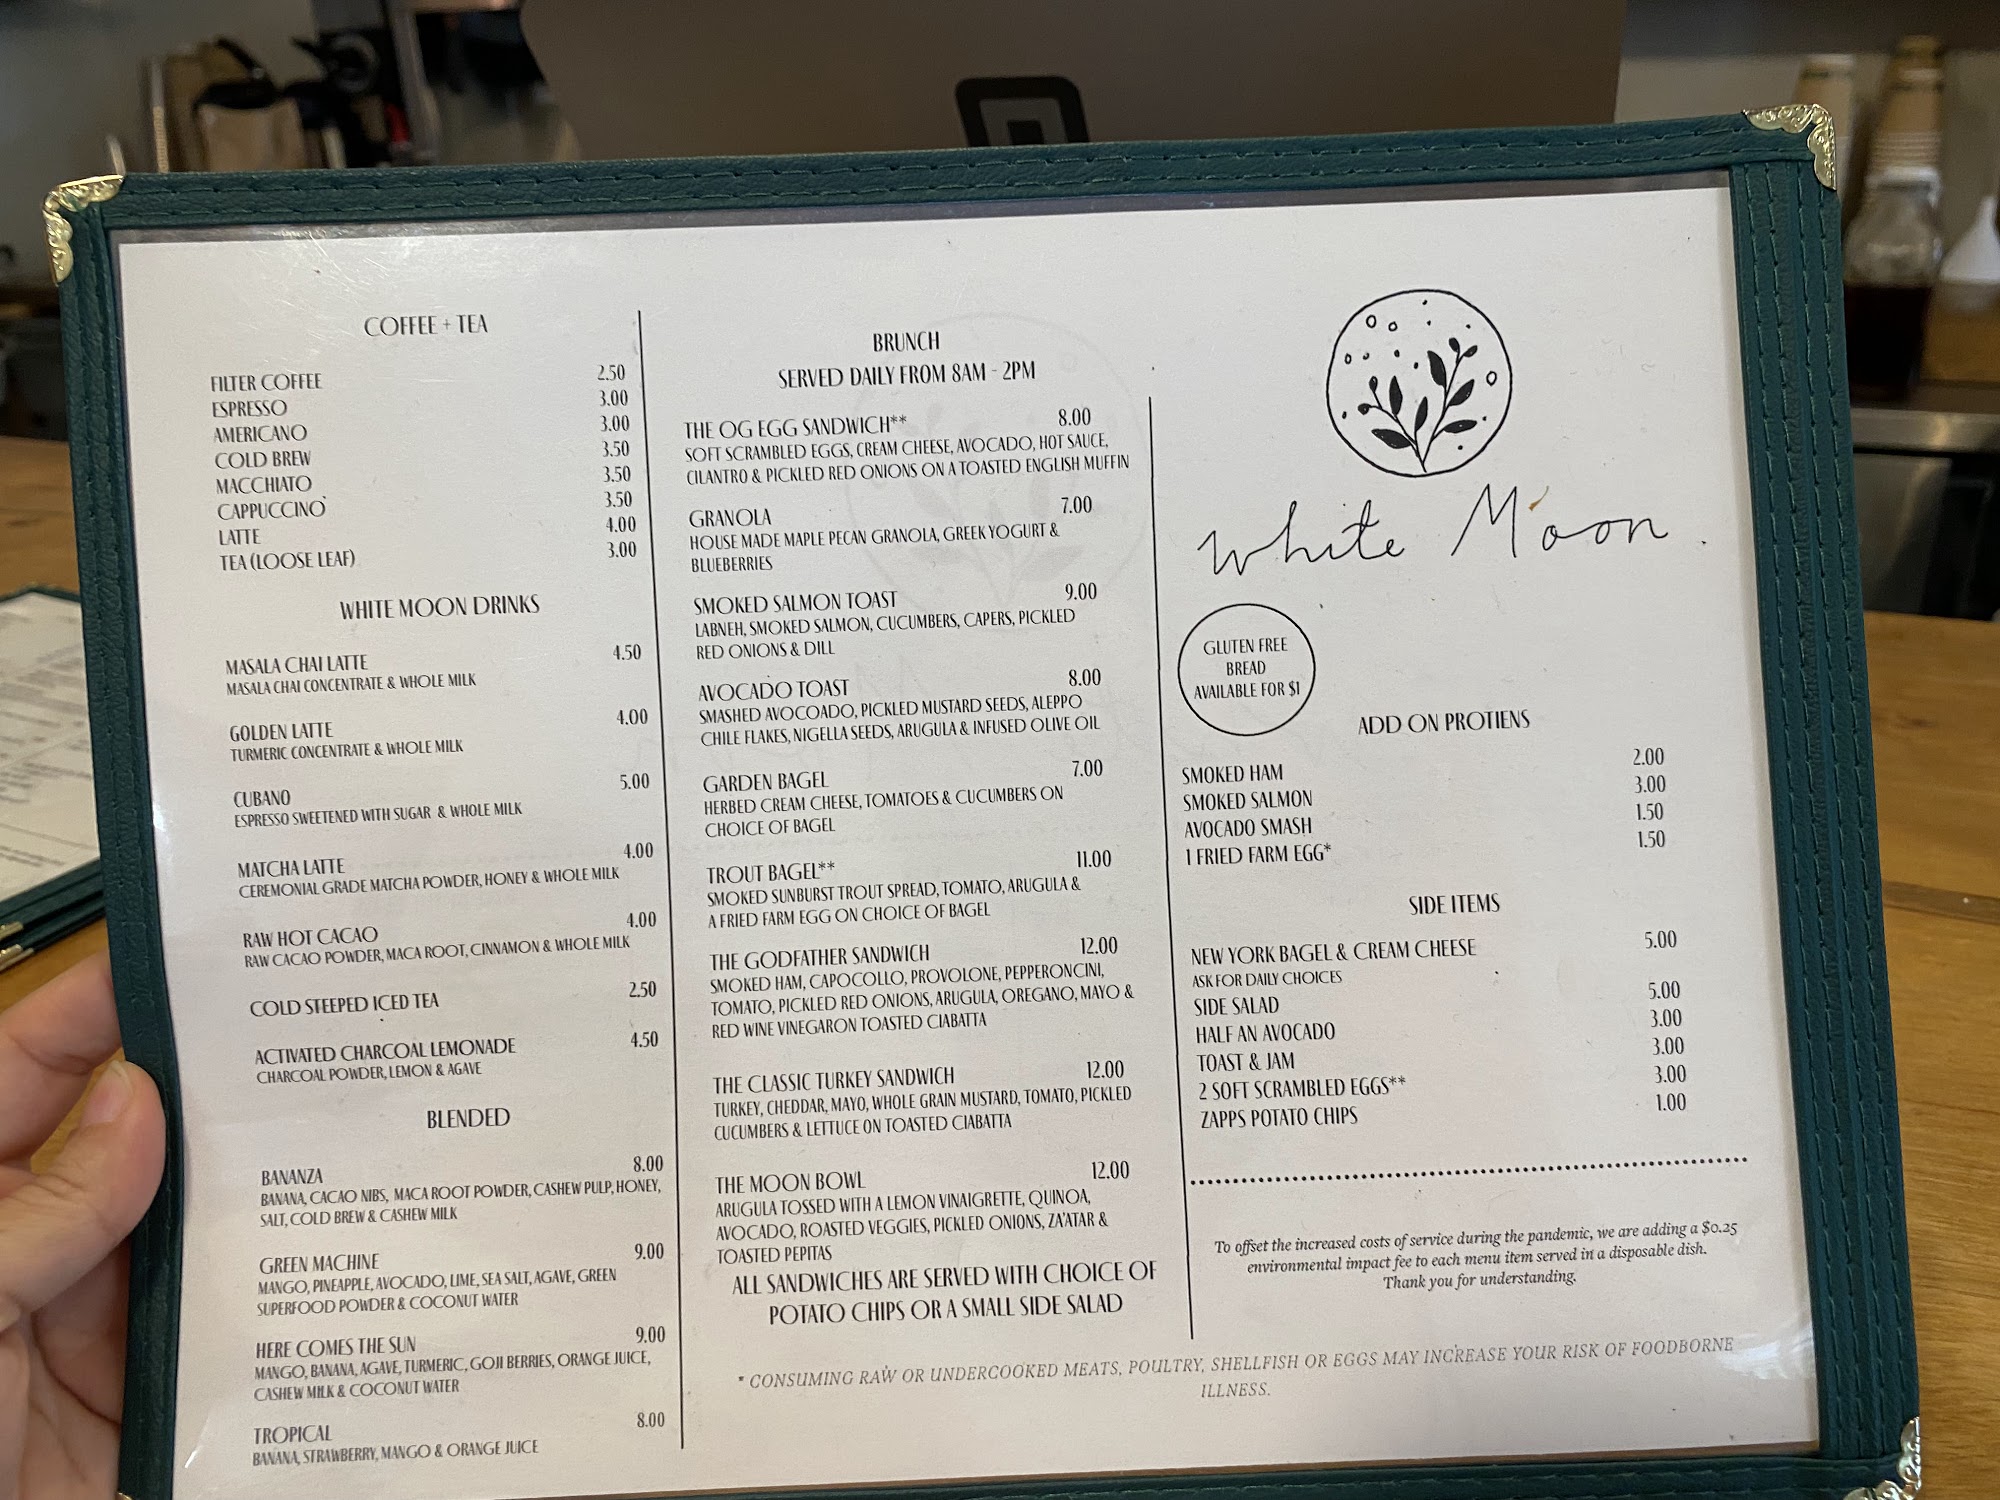 COFFEE + TEA
FILTER COFFEE 2.50
ESPRESSO 3.00
AMERICANO 3.00
COLD BREW 3.50
MACCHIATO 3.50
CAPPUCCINO 3.50
LATTE 4.00
TEA (LOOSE LEAF) 3.00
WHITE MOON DRINKS
MASALA CHAI LATTE 4.50
MASALA CHAI CONCENTRATE & WHOLE MILK
GOLDEN LATTE 4.00
TURMERIC CONCENTRATE & WHOLE MILK
CUBANO 5.00
ESPRESSO SWEETENED WITH SUGAR & WHOLE MILK
MATCHA LATTE 4.00
CEREMONIAL GRADE MATCHA POWDER, HONEY & WHOLE MILK
RAW HOT CACAO 4.00
RAW CACAO POWDER, MACA ROOT, CINNAMON & WHOLE MILK
COLD STEEPED ICED TEA 2.50
ACTIVATED CHARCOAL LEMONADE 4.50
CHARCOAL POWDER, LEMON & AGAVE
BLENDED
BANANZA 8.00
BANANA, CACAO NIBS, MACA ROOT POWDER, CASHEW PULP, HONEY,
SALT, COLD BREW & CASHEW MILK
GREEN MACHINE 9.00
MANGO, PINEAPPLE, AVOCADO, LIME, SEA SALT, AGAVE, GREEN
SUPERFOOD POWDER & COCONUT WATER
HERE COMES THE SUN 9.00
MANGO, BANANA, AGAVE, TURMERIC, GOJI BERRIES, ORANGE JUICE,
CASHEW MILK & COCONUT WATER
TROPICAL 8.00
BANANA, STRAWBERRY, MANGO & ORANGE JUICE
BRUNCH
SERVED DAILY FROM 8AM - 2PM
THE OG EGG SANDWICH** 8.00
SOFT SCRAMBLED EGGS, CREAM CHEESE, AVOCADO, HOT SAUCE,
CILANTRO & PICKLED RED ONIONS ON A TOASTED ENGLISH MUFFIN
GRANOLA 7.00
HOUSE MADE MAPLE PECAN GRANOLA, GREEK YOGURT &
BLUEBERRIES
SMOKED SALMON TOAST 9.00
LABNEH, SMOKED SALMON, CUCUMBERS, CAPERS, PICKLED
RED ONIONS & DILL
AVOCADO TOAST 8.00
SMASHED AVOCOADO, PICKLED MUSTARD SEEDS, ALEPPO
CHILE FLAKES, NIGELLA SEEDS, ARUGULA & INFUSED OLIVE OIL
GARDEN BAGEL 7.00
HERBED CREAM CHEESE, TOMATOES & CUCUMBERS ON
CHOICE OF BAGEL
TROUT BAGEL** 11.00
SMOKED SUNBURST TROUT SPREAD, TOMATO, ARUGULA &
A FRIED FARM EGG ON CHOICE OF BAGEL
THE GODFATHER SANDWICH 12.00
SMOKED HAM, CAPOCOLLO, PROVOLONE, PEPPERONCINI,
TOMATO, PICKLED RED ONIONS, ARUGULA, OREGANO, MAYO &
RED WINE VINEGARON TOASTED CIABATTA
THE CLASSIC TURKEY SANDWICH 12.00
TURKEY, CHEDDAR, MAYO, WHOLE GRAIN MUSTARD, TOMATO, PICKLED
CUCUMBERS & LETTUCE ON TOASTED CIABATTA
THE MOON BOWL 12.00
ARUGULA TOSSED WITH A LEMON VINAIGRETTE, QUINOA,
AVOCADO, ROASTED VEGGIES, PICKLED ONIONS, ZA'ATAR &
TOASTED PEPITAS
ALL SANDWICHES ARE SERVED WITH CHOICE OF
POTATO CHIPS OR A SMALL SIDE SALAD
White Moon.
GLUTEN FREE
BREAD
AVAILABLE FOR $1
ADD ON PROTIENS
SMOKED HAM 2.00
SMOKED SALMON 3.00
AVOCADO SMASH 1.50
1 FRIED FARM EGG* 1.50
SIDE ITEMS
NEW YORK BAGEL & CREAM CHEESE 5.00
ASK FOR DAILY CHOICES
SIDE SALAD 5.00
HALF AN AVOCADO 3.00
TOAST & JAM 3.00
2 SOFT SCRAMBLED EGGS** 3.00
ZAPPS POTATO CHIPS 1.00
To offset the increased costs of service during the pandemic, we are adding a $0.25
environmental impact fee to each menu item served in a disposable dish.
Thank you for understanding.
* CONSUMING RAW OR UNDERCOOKED MEATS, POULTRY, SHELLFISH OR EGGS MAY INCREASE YOUR RISK OF FOODBORNE
ILLNESS.